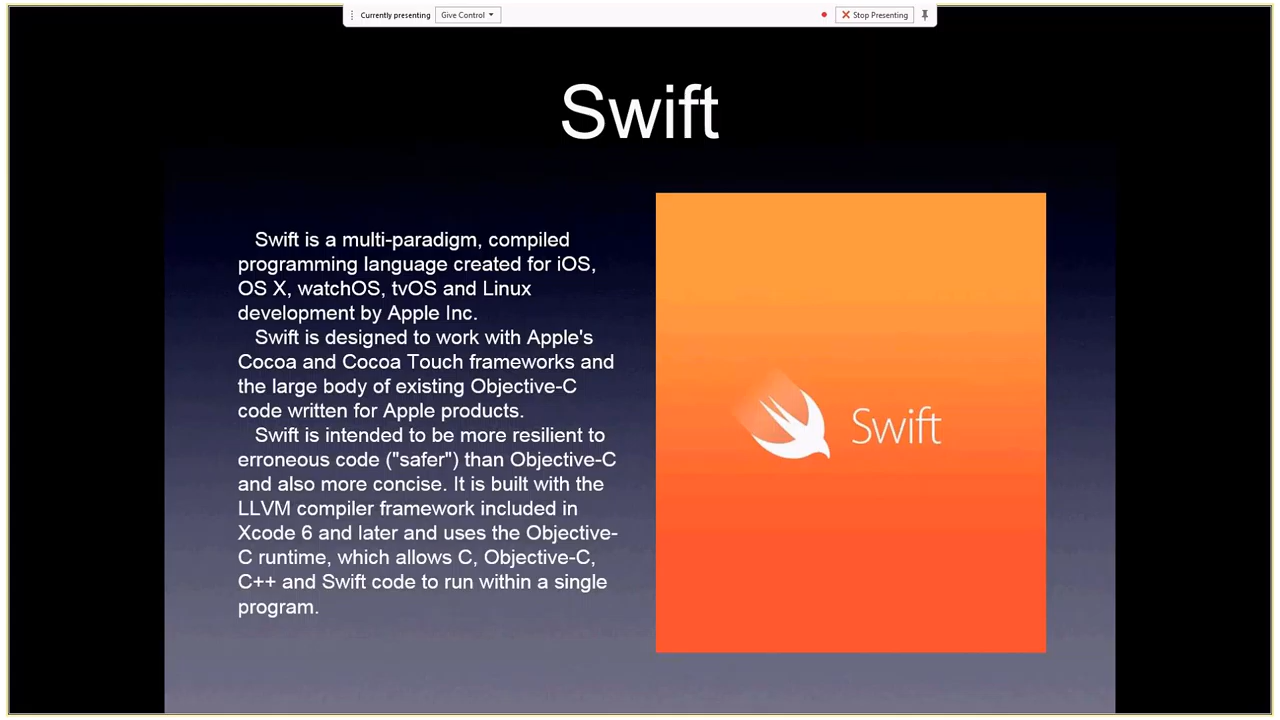 Currently presenting Give Control Stop Presenting
Swift
Swift is a multi-paradigm, compiled
programming language created for iOS,
OS X, watchOS, tvOS and Linux
development by Apple Inc.
Swift is designed to work with Apple's
Cocoa and Cocoa Touch frameworks and
the large body of existing Objective-C
code written for Apple products.
Swift is intended to be more resilient to
erroneous code ("safer") than Objective-C
and also more concise. It is built with the
LLVM compiler framework included in
Xcode 6 and later and uses the Objective-
C runtime, which allows C, Objective-C,
C++ and Swift code to run within a single
program.
Swift